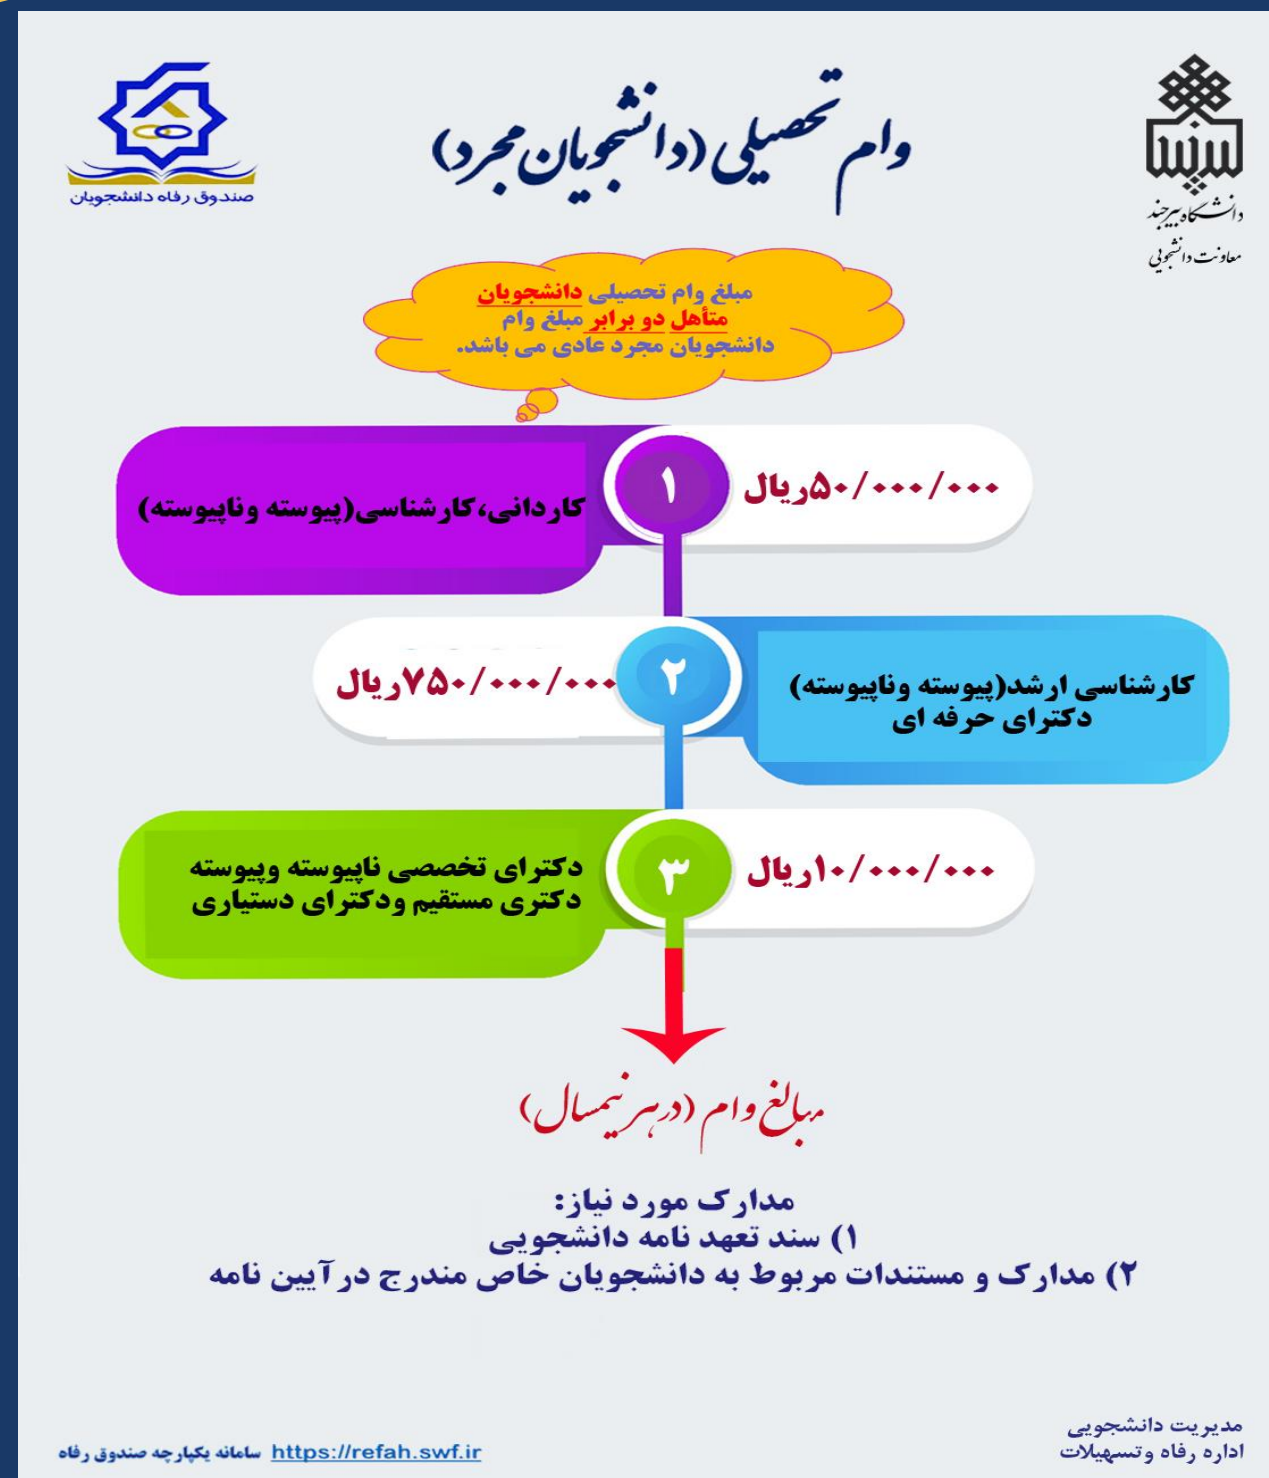 صندوق رفاه دانشجویان
وام تحصیلی (دانشجویان مجرد)
دانشگاه بیرجند
معاونت دانشجویی
مبلغ وام تحصیلی دانشجویان
متأهل دو برابر مبلغ وام
دانشجویان مجرد عادی می باشد.
۱
۵۰/۰۰۰/۰۰۰ریال
کاردانی،کارشناسی(پیوسته وناپیوسته)
۲
۷۵۰/۰۰۰/۰۰۰ریال
کارشناسی ارشد(پیوسته وناپیوسته)
دکترای حرفه ای
۳
۱۰/۰۰۰/۰۰۰ریال
دکترای تخصصی ناپیوسته وپیوسته
دکتری مستقیم ودکترای دستیاری
مبالغ وام (درهر نیمسال)
مدارک مورد نیاز:
۱) سند تعهد نامه دانشجویی
۲) مدارک و مستندات مربوط به دانشجویان خاص مندرج درآیین نامه
مدیریت دانشجویی
اداره رفاه وتسهیلات
سامانه یکپارچه صندوق رفاه https://refah.swf.ir